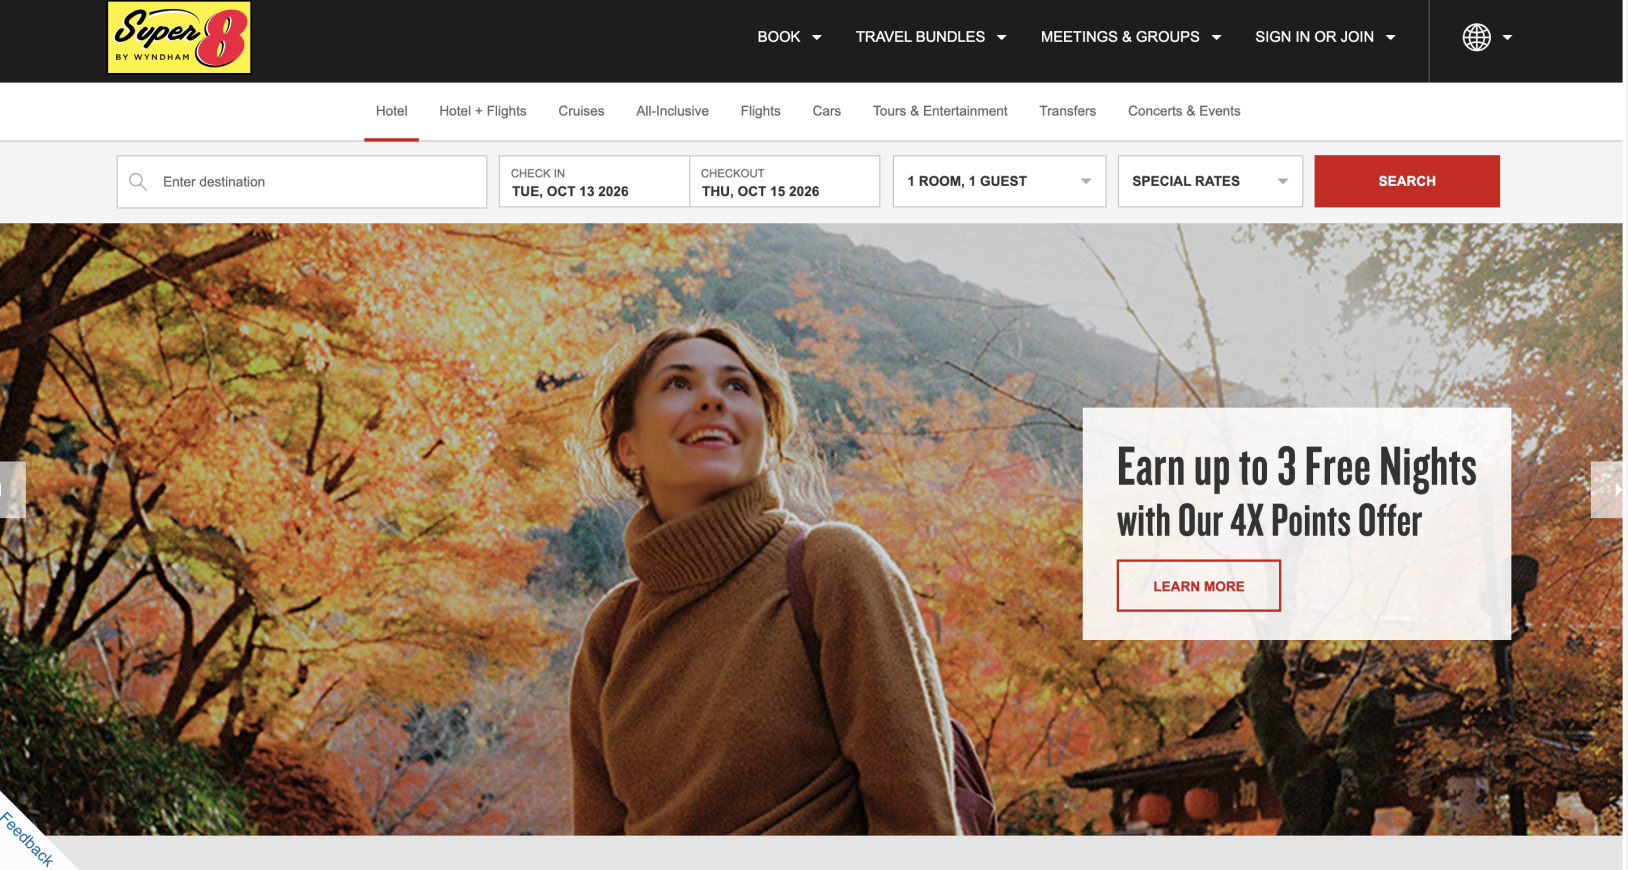 Super 8
BY WYNDHAM
BOOK
TRAVEL BUNDLES
MEETINGS & GROUPS
SIGN IN OR JOIN
Hotel
Hotel + Flights
Cruises
All-Inclusive
Flights
Cars
Tours & Entertainment
Transfers
Concerts & Events
Enter destination
CHECK IN
TUE, OCT 13 2026
CHECKOUT
THU, OCT 15 2026
1 ROOM, 1 GUEST
SPECIAL RATES
SEARCH
Earn up to 3 Free Nights
with Our 4X Points Offer
LEARN MORE
Feedback